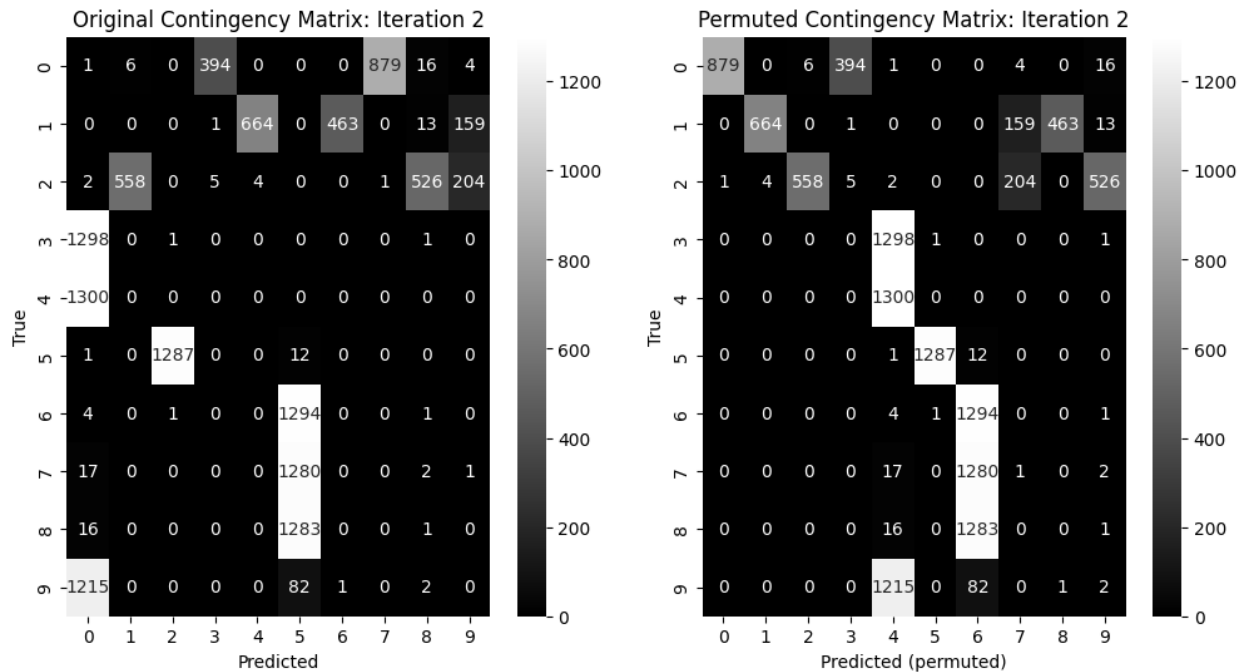 Original Contingency Matrix: Iteration 2
0 1 6 0 394 0 0 0 879 16 4
1 0 0 0 1 664 0 463 0 13 159
2 2 558 0 5 4 0 0 1 526 204
3 1298 0 1 0 0 0 0 0 1 0
4 1300 0 0 0 0 0 0 0 0 0
5 1 0 1287 0 0 12 0 0 0 0
6 4 0 1 0 0 1294 0 0 1 0
7 17 0 0 0 0 1280 0 0 2 1
8 16 0 0 0 0 1283 0 0 1 0
9 1215 0 0 0 0 82 1 0 2 0
0 1 2 3 4 5 6 7 8 9
True
Predicted
1200
1000
800
600
400
200
0
Permuted Contingency Matrix: Iteration 2
0 879 0 6 394 1 0 0 4 0 16
1 0 664 0 1 0 0 0 159 463 13
2 1 4 558 5 2 0 0 204 0 526
3 0 0 0 0 1298 1 0 0 0 1
4 0 0 0 0 1300 0 0 0 0 0
5 0 0 0 0 1 1287 12 0 0 0
6 0 0 0 0 4 1 1294 0 0 1
7 0 0 0 0 17 0 1280 1 0 2
8 0 0 0 0 16 0 1283 0 0 1
9 0 0 0 0 1215 0 82 0 1 2
0 1 2 3 4 5 6 7 8 9
True
Predicted (permuted)
1200
1000
800
600
400
200
0